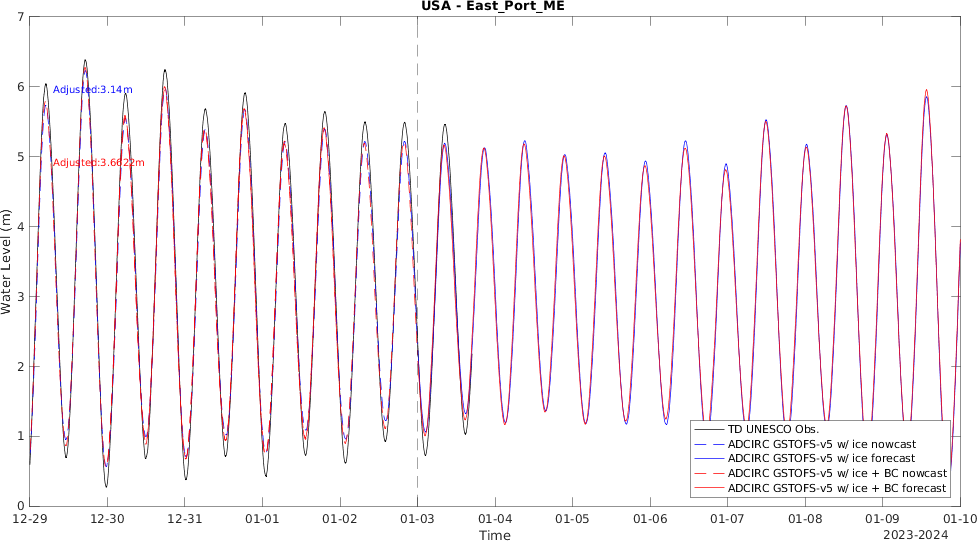 USA - East_Port_ME
7
6
5
4
3
2
1
0
Water Level (m)
Adjusted:3.14m
Adjusted:3.6622m
TD UNESCO Obs.
ADCIRC GSTOFS-v5 w/ ice nowcast
ADCIRC GSTOFS-v5 w/ ice forecast
ADCIRC GSTOFS-v5 w/ ice + BC nowcast
ADCIRC GSTOFS-v5 w/ ice + BC forecast
12-29 12-30 12-31 01-01 01-02 01-03 01-04 01-05 01-06 01-07 01-08 01-09 01-10
Time
2023-2024